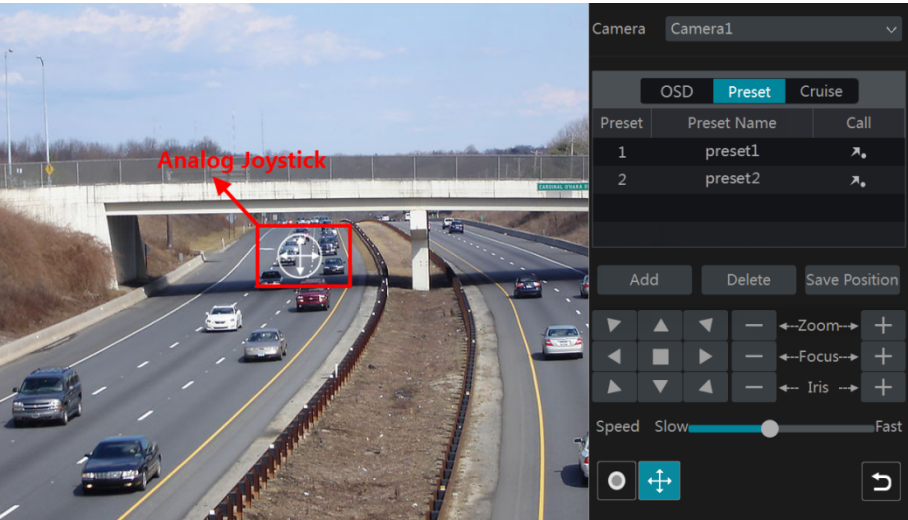 Camera Camera1
OSD Preset Cruise
Preset Preset Name Call
1 preset1
2 preset2
Analog Joystick
CARDINAL O'HARA
Add Delete Save Position
Zoom
Focus
Iris
Speed Slow Fast